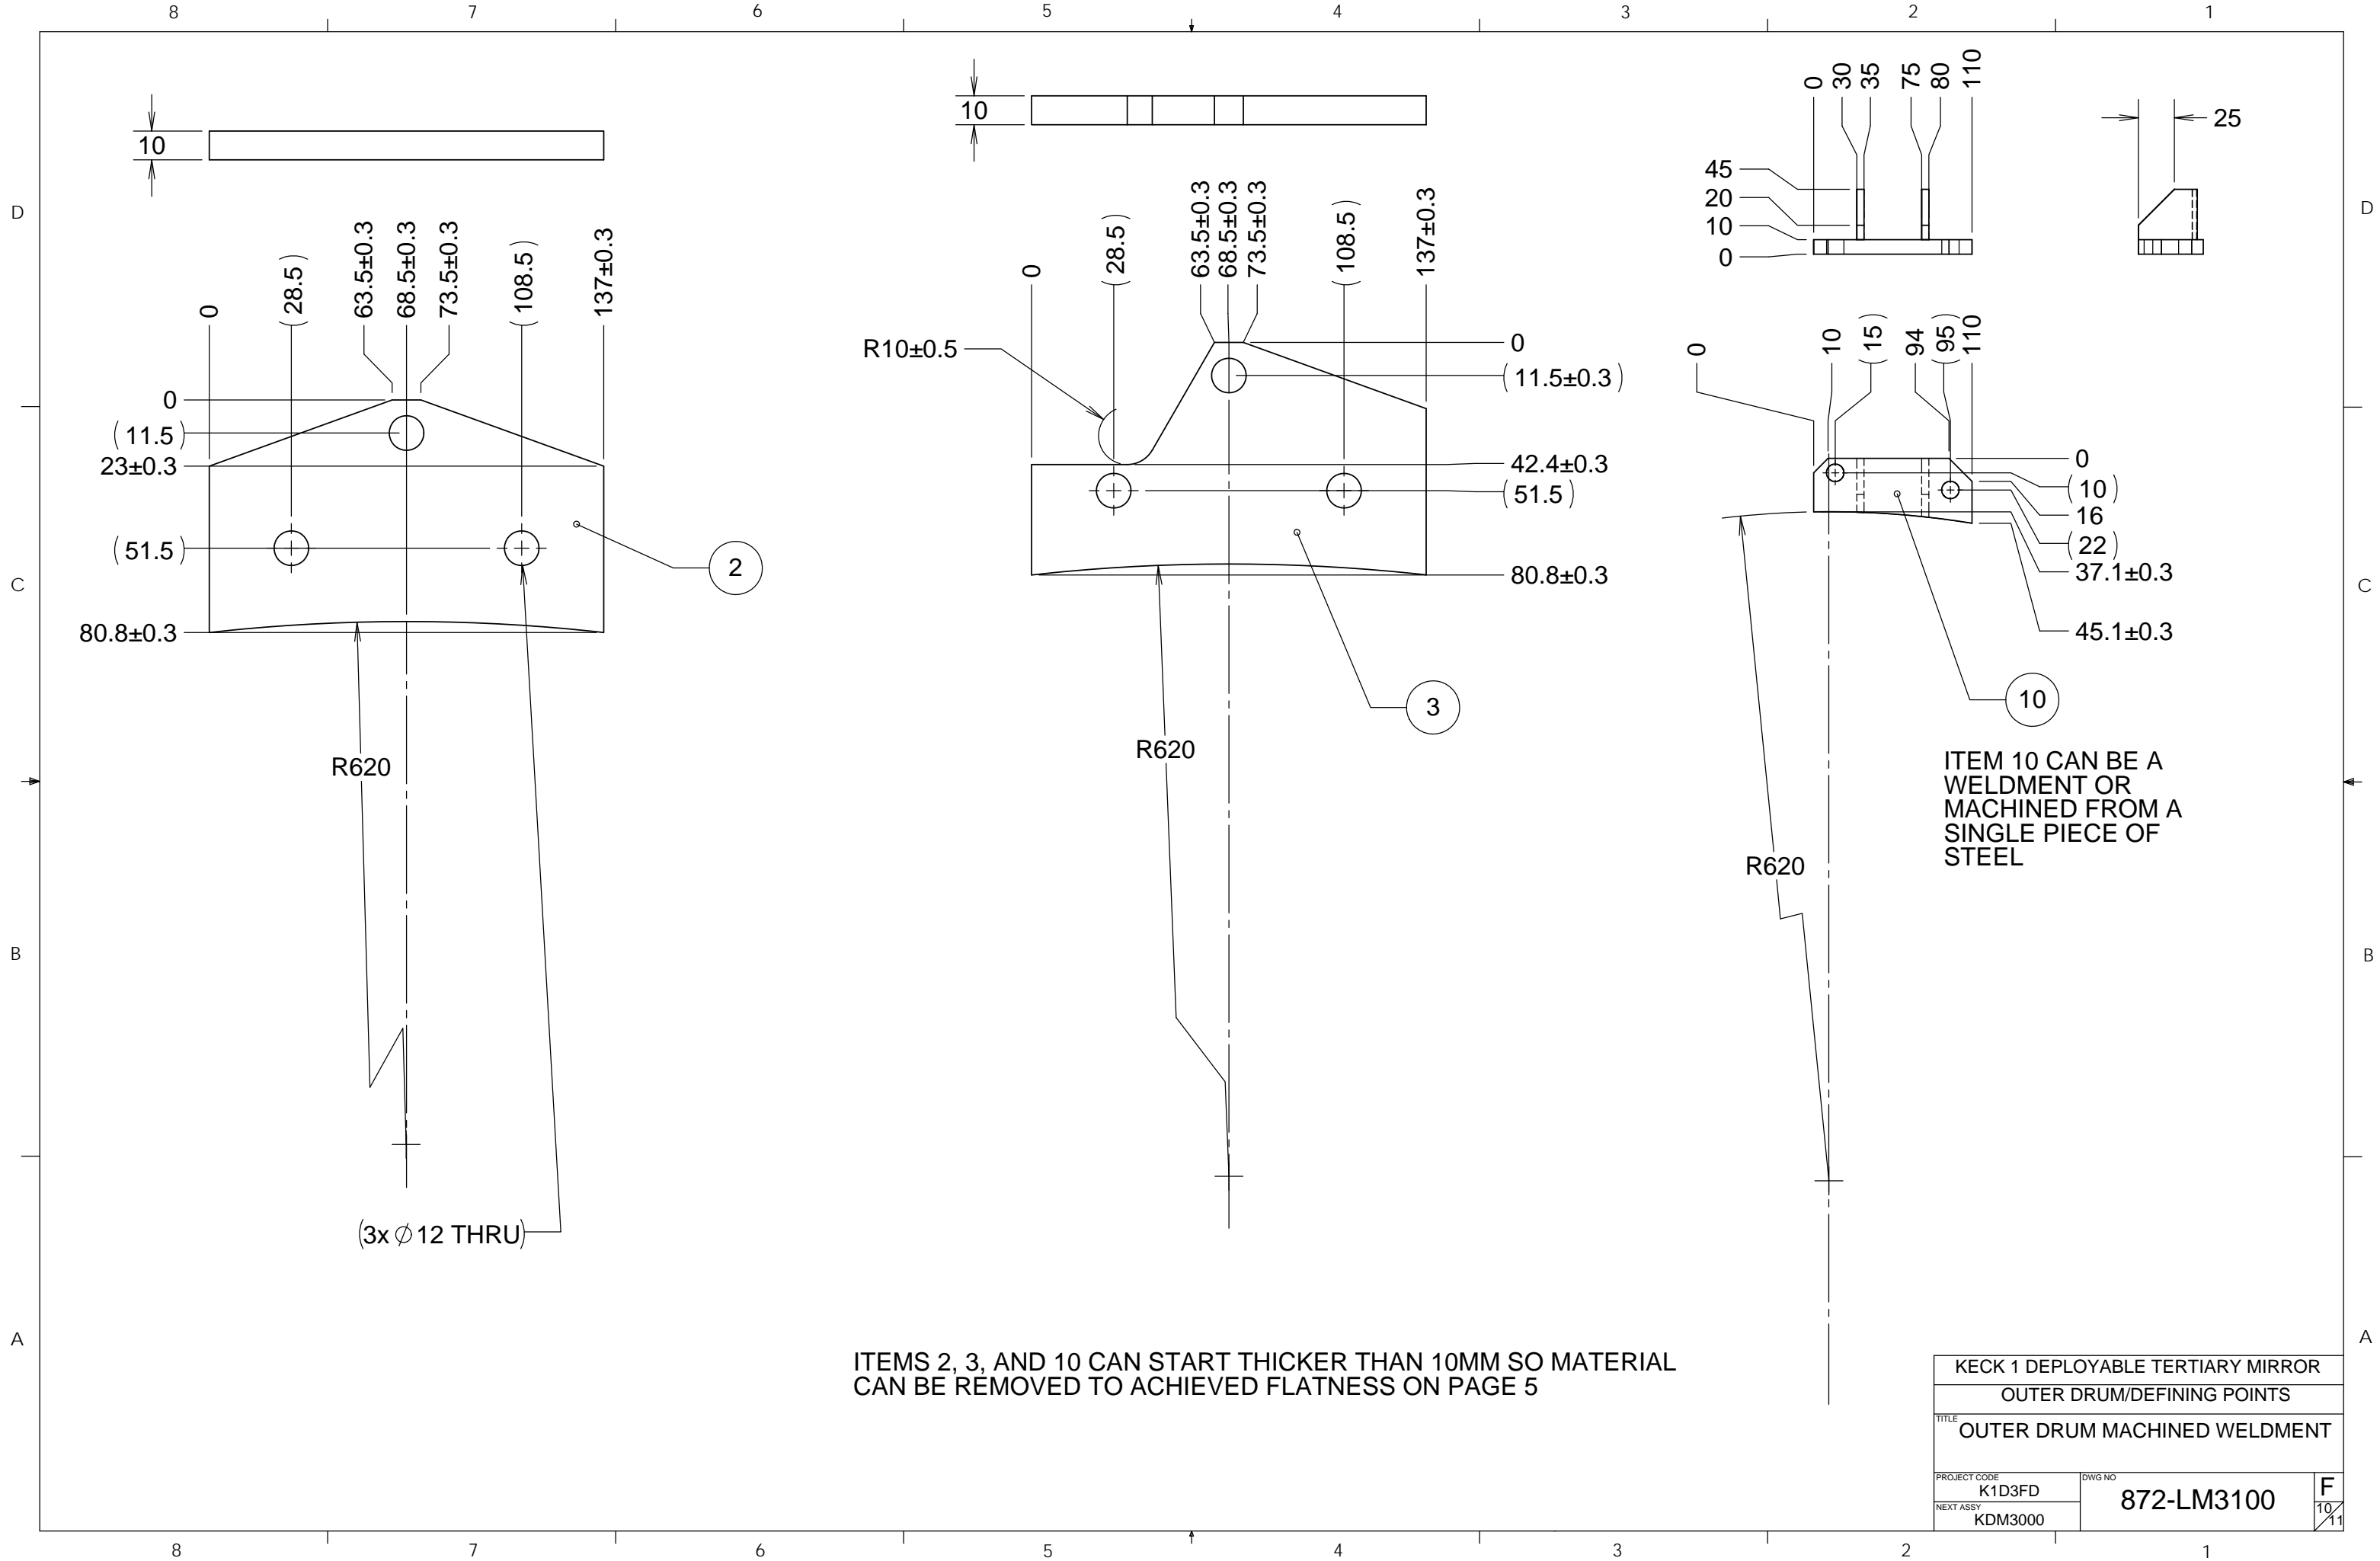 8 7 6 5 4 3 2 1
D
C
B
A
10
0
(28.5)
63.5±0.3
68.5±0.3
73.5±0.3
(108.5)
137±0.3
0
(11.5)
23±0.3
(51.5)
80.8±0.3
2
R620
(3x ⌀12 THRU)
10
0
(28.5)
63.5±0.3
68.5±0.3
73.5±0.3
(108.5)
137±0.3
R10±0.5
0
(11.5±0.3)
42.4±0.3
(51.5)
80.8±0.3
3
R620
0
30
35
75
80
110
45
20
10
0
25
0
10
(15)
94
(95)
110
0
(10)
16
(22)
37.1±0.3
45.1±0.3
10
R620
ITEM 10 CAN BE A
WELDMENT OR
MACHINED FROM A
SINGLE PIECE OF
STEEL
ITEMS 2, 3, AND 10 CAN START THICKER THAN 10MM SO MATERIAL
CAN BE REMOVED TO ACHIEVED FLATNESS ON PAGE 5
D
C
B
A
KECK 1 DEPLOYABLE TERTIARY MIRROR
OUTER DRUM/DEFINING POINTS
TITLE OUTER DRUM MACHINED WELDMENT
PROJECT CODE
K1D3FD
NEXT ASSY
KDM3000
DWG NO
872-LM3100
F
10/11
8 7 6 5 4 3 2 1